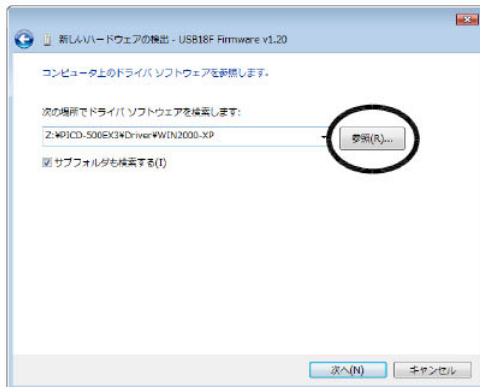 新しいハードウェアの検出 - USB18F Firmware v1.20
コンピュータ上のドライバ ソフトウェアを参照します。
次の場所でドライバ ソフトウェアを検索します:
Z:¥PICD-500EX3¥Driver¥WIN2000-XP
参照(R)...
サブフォルダも検索する(I)
次へ(N)
キャンセル